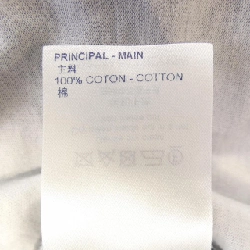 PRINCIPAL - MAIN
主料
100% COTON - COTTON
棉